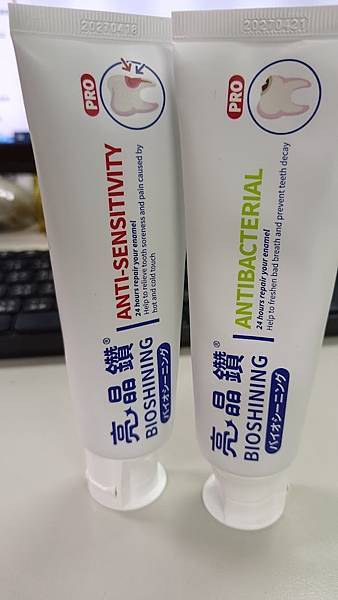 20270418
PRO
ANTI-SENSITIVITY
24 hours repair your enamel
Help to relieve tooth soreness and pain caused by
hot and cold touch
亮晶鑽®
BIOSHINING
バイオシーニング
20270421
PRO
ANTIBACTERIAL
24 hours repair your enamel
Help to freshen bad breath and prevent teeth decay
亮晶鑽®
BIOSHINING
バイオシーニング